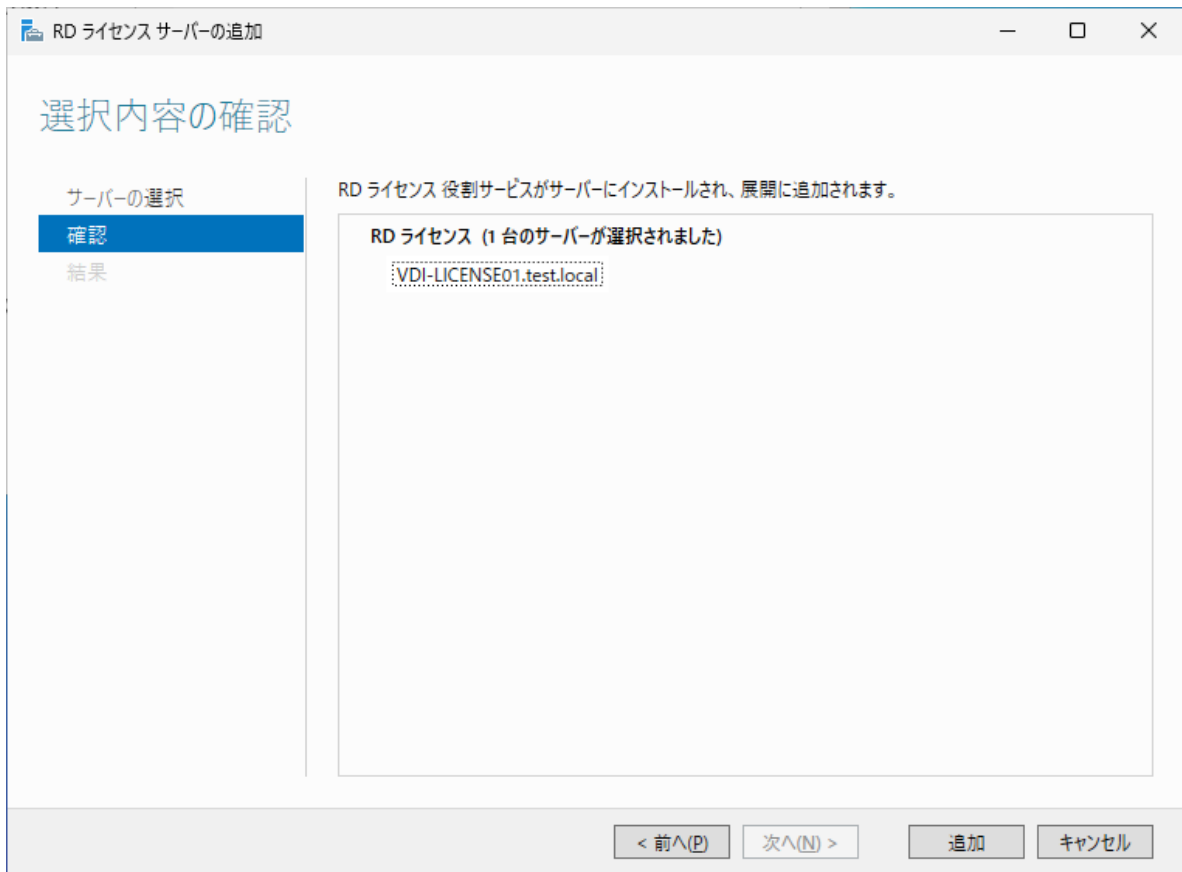 RD ライセンス サーバーの追加
選択内容の確認
サーバーの選択
確認
結果
RD ライセンス 役割サービスがサーバーにインストールされ、展開に追加されます。
RD ライセンス (1 台のサーバーが選択されました)
VDI-LICENSE01.test.local
< 前へ(P)
次へ(N) >
追加
キャンセル